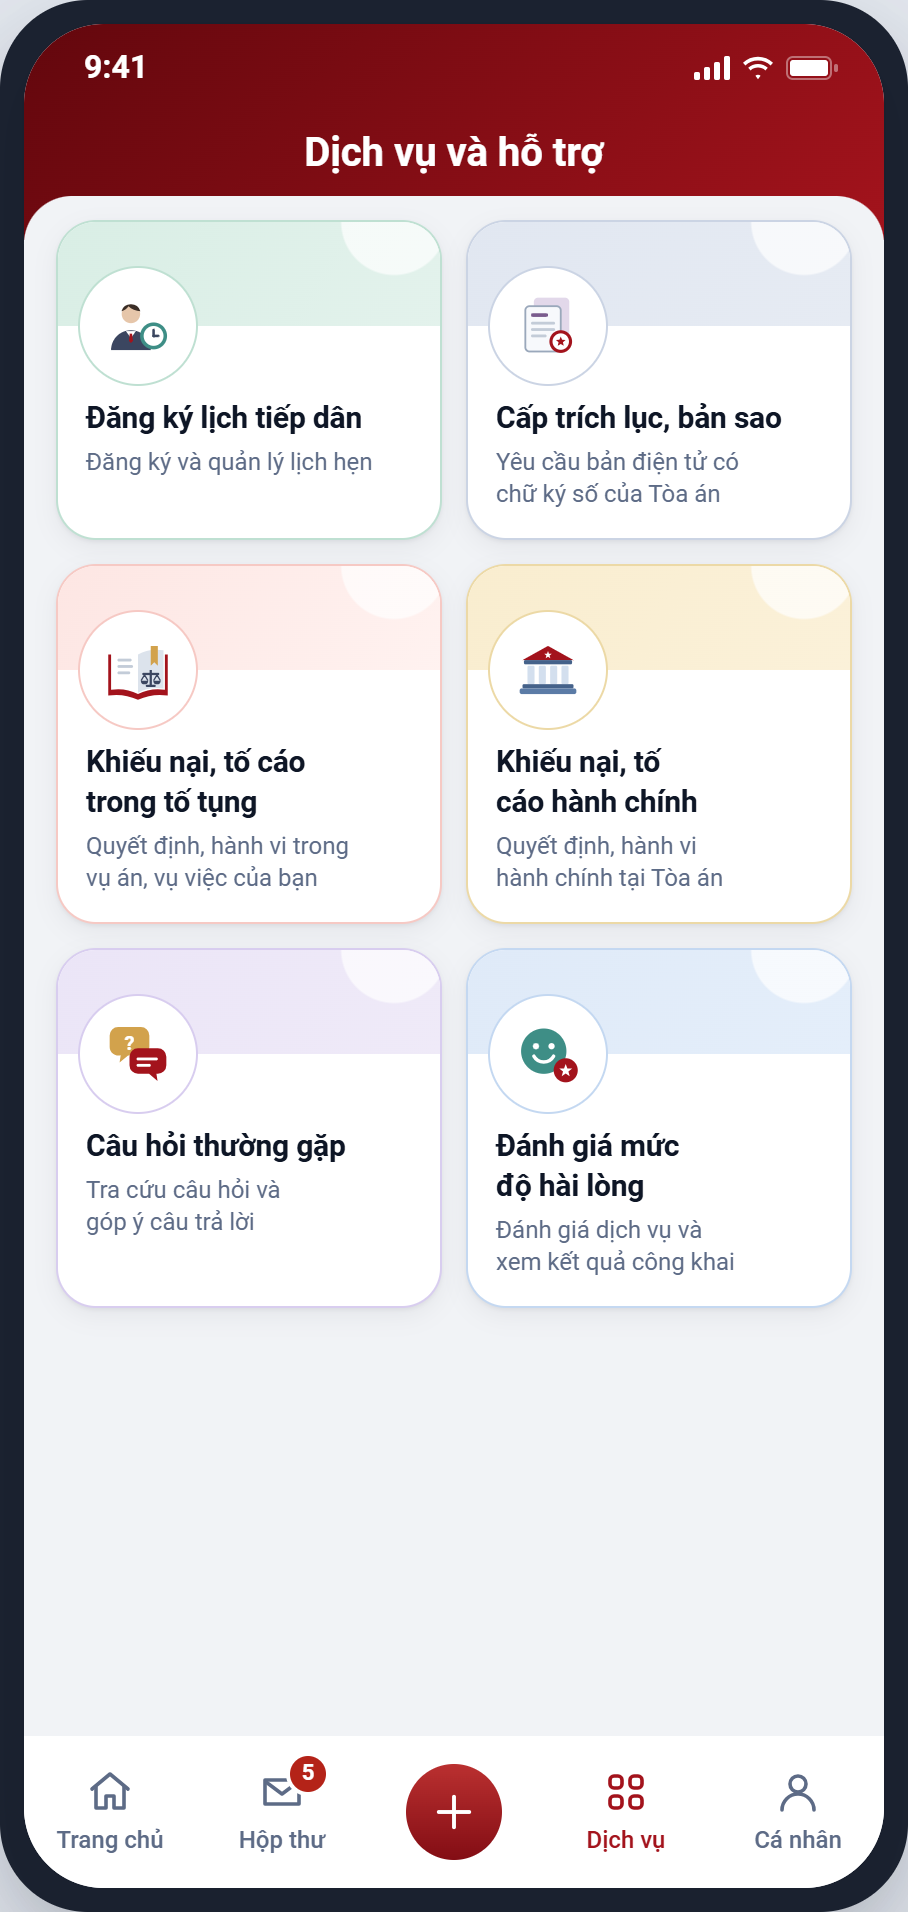 9:41
Dịch vụ và hỗ trợ
Đăng ký lịch tiếp dân
Đăng ký và quản lý lịch hẹn
Cấp trích lục, bản sao
Yêu cầu bản điện tử có
chữ ký số của Tòa án
Khiếu nại, tố cáo
trong tố tụng
Quyết định, hành vi trong
vụ án, vụ việc của bạn
Khiếu nại, tố
cáo hành chính
Quyết định, hành vi
hành chính tại Tòa án
?
Câu hỏi thường gặp
Tra cứu câu hỏi và
góp ý câu trả lời
Đánh giá mức
độ hài lòng
Đánh giá dịch vụ và
xem kết quả công khai
Trang chủ
5
Hộp thư
Dịch vụ
Cá nhân